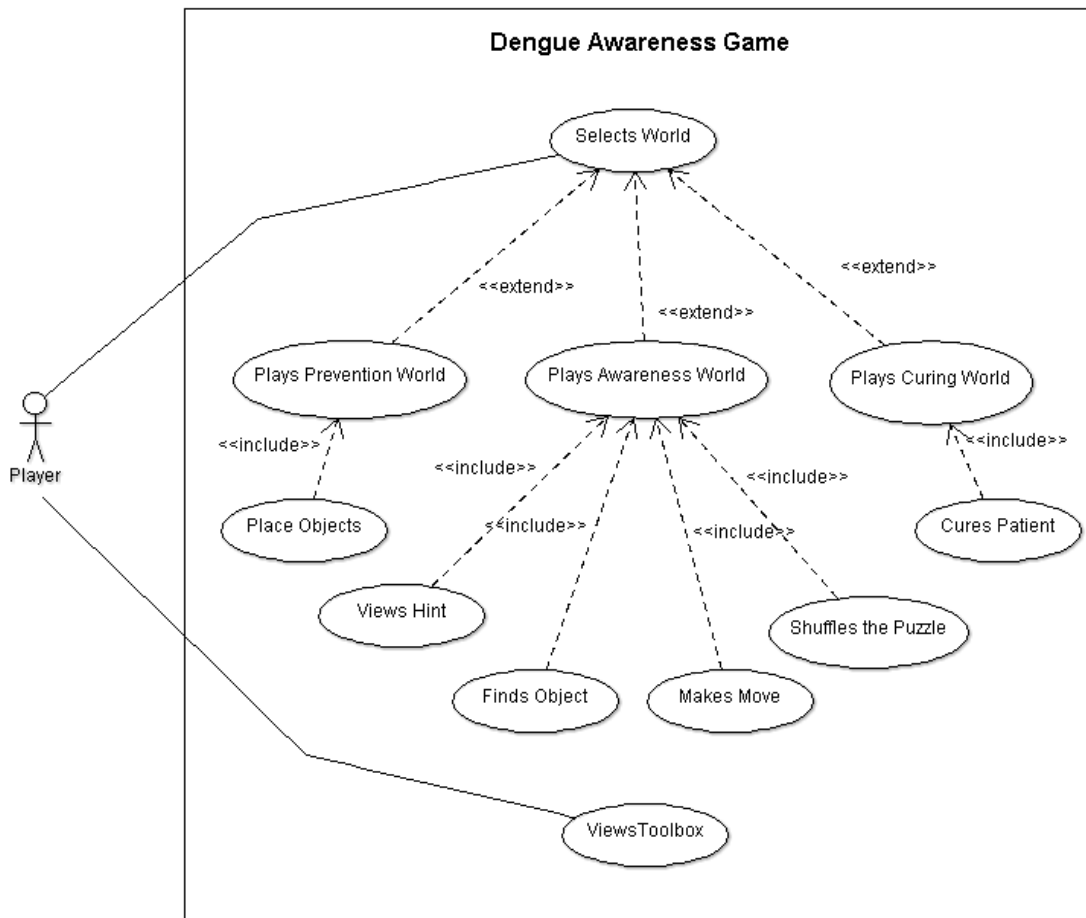 Dengue Awareness Game
Selects World
<<extend>>
<<extend>>
<<extend>>
Plays Prevention World
Plays Awareness World
Plays Curing World
Player
<<include>>
<<include>>
<<include>>
<<include>>
<<include>>
<<include>>
Place Objects
Cures Patient
Views Hint
Shuffles the Puzzle
Finds Object
Makes Move
ViewsToolbox